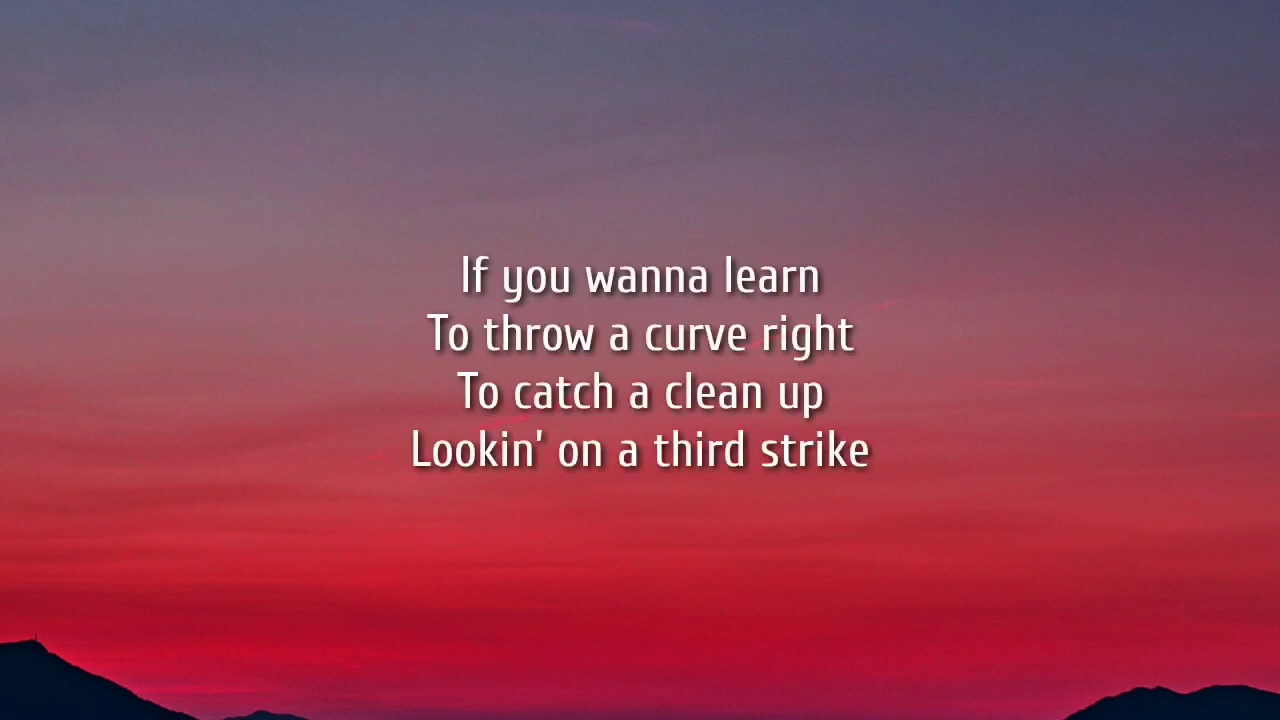 If you wanna learn
To throw a curve right
To catch a clean up
Lookin' on a third strike